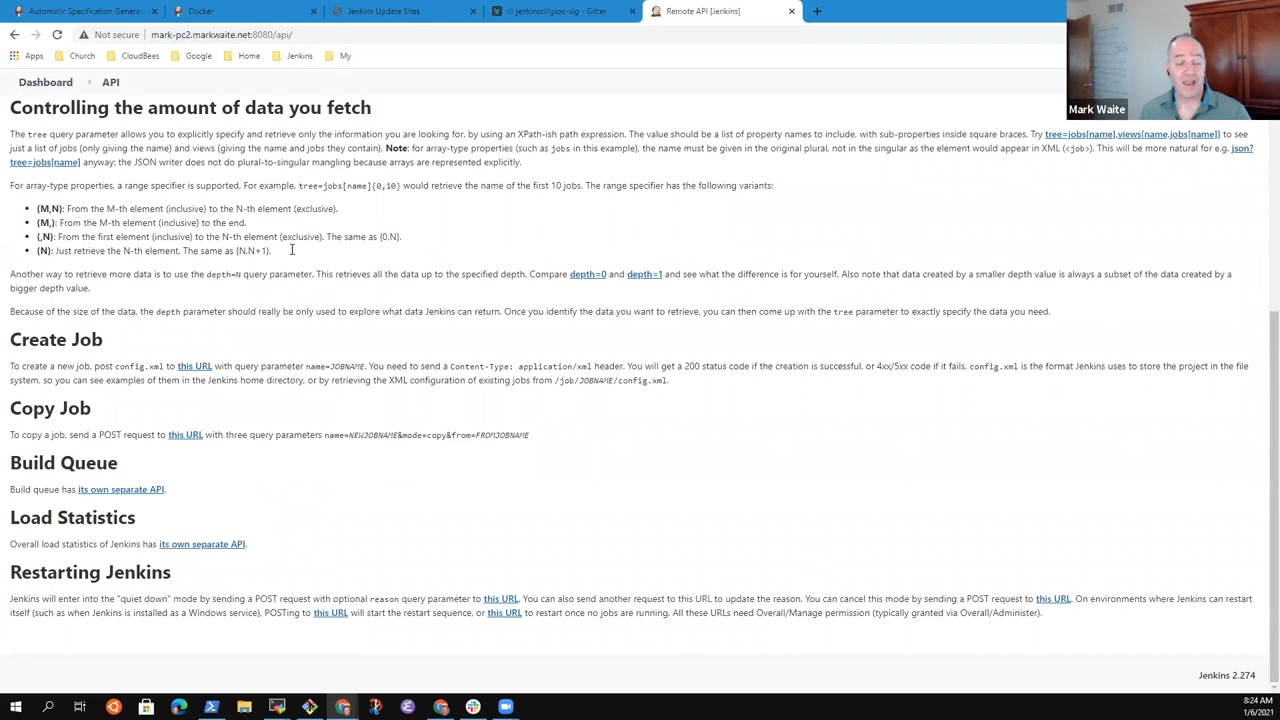 Automatic Specification Generat
Docker
Jenkins Update Sites
jenkinsci/gsoc-sig - Gitter
Remote API [Jenkins]
Not secure
mark-pc2.markwaite.net:8080/api/
Apps
Church
CloudBees
Google
Home
Jenkins
My
Mark Waite
Dashboard
API
Controlling the amount of data you fetch
The tree query parameter allows you to explicitly specify and retrieve only the information you are looking for, by using an XPath-ish path expression. The value should be a list of property names to include, with sub-properties inside square braces. Try tree=jobs[name],views[name,jobs[name]] to see
just a list of jobs (only giving the name) and views (giving the name and jobs they contain). Note: for array-type properties (such as jobs in this example), the name must be given in the original plural, not in the singular as the element would appear in XML (<job>). This will be more natural for e.g. json?
tree=jobs[name] anyway: the JSON writer does not do plural-to-singular mangling because arrays are represented explicitly.
For array-type properties, a range specifier is supported. For example, tree=jobs[name]{0,10} would retrieve the name of the first 10 jobs. The range specifier has the following variants:
{M,N}: From the M-th element (inclusive) to the N-th element (exclusive).
{M,}: From the M-th element (inclusive) to the end.
{,N}: From the first element (inclusive) to the N-th element (exclusive). The same as {0,N}.
{N}: Just retrieve the N-th element. The same as {N,N+1}.
Another way to retrieve more data is to use the depth=N query parameter. This retrieves all the data up to the specified depth. Compare depth=0 and depth=1 and see what the difference is for yourself. Also note that data created by a smaller depth value is always a subset of the data created by a
bigger depth value.
Because of the size of the data, the depth parameter should really be only used to explore what data Jenkins can return. Once you identify the data you want to retrieve, you can then come up with the tree parameter to exactly specify the data you need.
Create Job
To create a new job, post config.xml to this URL with query parameter name=JOBNAME. You need to send a Content-Type: application/xml header. You will get a 200 status code if the creation is successful, or 4xx/5xx code if it fails. config.xml is the format Jenkins uses to store the project in the file
system, so you can see examples of them in the Jenkins home directory, or by retrieving the XML configuration of existing jobs from /job/JOBNAME/config.xml.
Copy Job
To copy a job, send a POST request to this URL with three query parameters name=NEWJOBNAME&mode=copy&from=FROMJOBNAME
Build Queue
Build queue has its own separate API.
Load Statistics
Overall load statistics of Jenkins has its own separate API.
Restarting Jenkins
Jenkins will enter into the "quiet down" mode by sending a POST request with optional reason query parameter to this URL. You can also send another request to this URL to update the reason. You can cancel this mode by sending a POST request to this URL. On environments where Jenkins can restart
itself (such as when Jenkins is installed as a Windows service), POSTing to this URL will start the restart sequence, or this URL to restart once no jobs are running. All these URLs need Overall/Manage permission (typically granted via Overall/Administer).
Jenkins 2.274
8:24 AM
1/6/2021